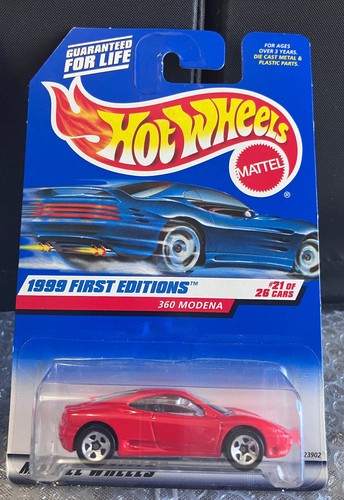 GUARANTEED
FOR LIFE
FOR AGES
OVER 3 YEARS.
DIE CAST METAL &
PLASTIC PARTS.
HOT WHEELS
MATTEL
®
1999 FIRST EDITIONS™
#21 OF
26 CARS
360 MODENA
23902
WHEELS